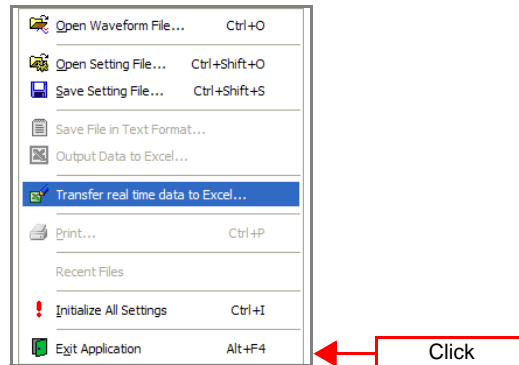 Open Waveform File... Ctrl+O
Open Setting File... Ctrl+Shift+O
Save Setting File... Ctrl+Shift+S
Save File in Text Format...
Output Data to Excel...
Transfer real time data to Excel...
Print... Ctrl+P
Recent Files
Initialize All Settings Ctrl+I
Exit Application Alt+F4
Click